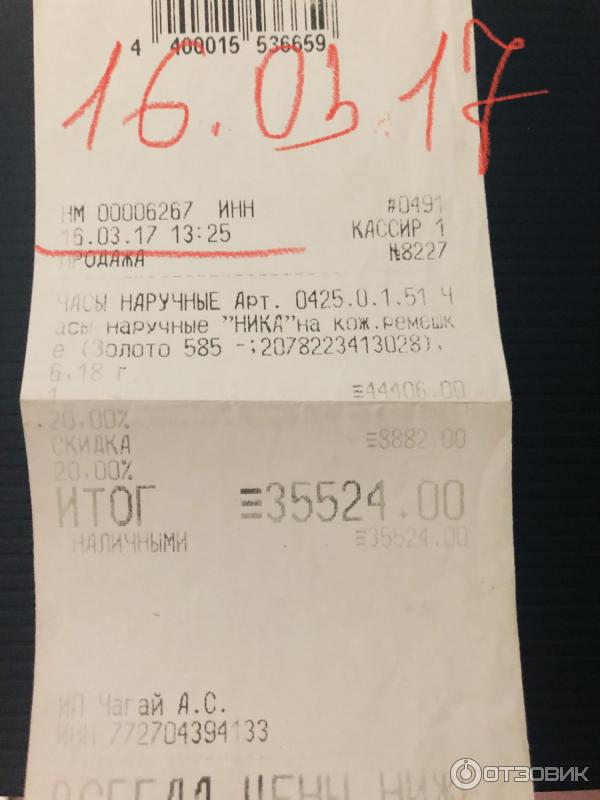 4 400015 536659
16.03.17
НМ 00006267 ИНН #0491
16.03.17 13:25 КАССИР 1
ПРОДАЖА №8227
ЧАСЫ НАРУЧНЫЕ Арт. 0425.0.1.51 Ч
асы наручные "НИКА"на кож.ремешк
е (Золото 585 -;2078223413028),
6.18 г
1 ≡44406.00
20.00%
СКИДКА ≡8882.00
20.00%
ИТОГ ≡35524.00
НАЛИЧНЫМИ ≡35524.00
ИП Чагай А.С.
ИНН 772704394133
ВСЕГДА ЦЕНЫ НИЖ
ОТЗОВИК